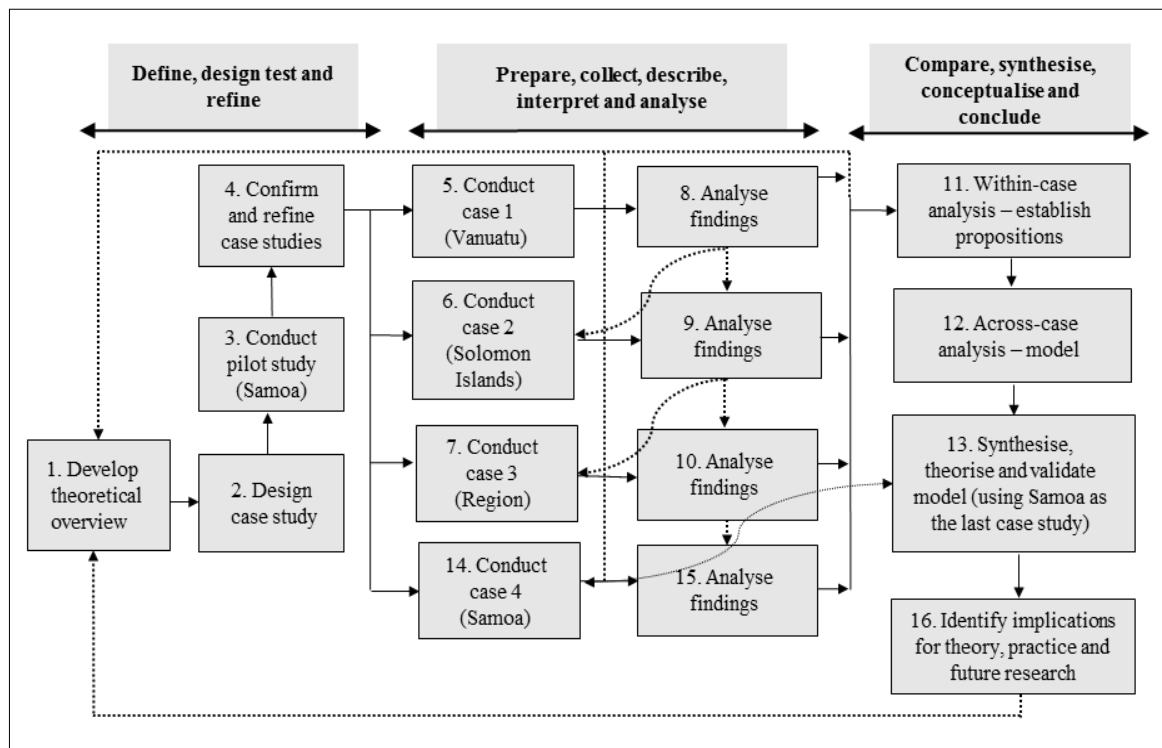 Define, design test and
refine
Prepare, collect, describe,
interpret and analyse
Compare, synthesise,
conceptualise and
conclude
1. Develop
theoretical
overview
2. Design
case study
3. Conduct
pilot study
(Samoa)
4. Confirm
and refine
case studies
5. Conduct
case 1
(Vanuatu)
6. Conduct
case 2
(Solomon
Islands)
7. Conduct
case 3
(Region)
14. Conduct
case 4
(Samoa)
8. Analyse
findings
9. Analyse
findings
10. Analyse
findings
15. Analyse
findings
11. Within-case
analysis – establish
propositions
12. Across-case
analysis – model
13. Synthesise,
theorise and validate
model (using Samoa as
the last case study)
16. Identify implications
for theory, practice and
future research